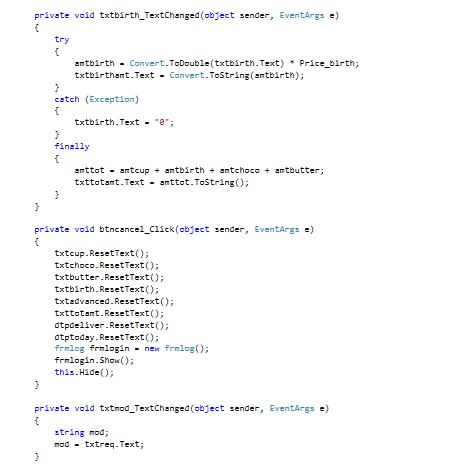 private void txtbirth_TextChanged(object sender, EventArgs e)
{
try
{
amtbirth = Convert.ToDouble(txtbirth.Text) * Price_birth;
txtbirthamt.Text = Convert.ToString(amtbirth);
}
catch (Exception)
{
txtbirth.Text = "0";
}
finally
{
amttot = amtcup + amtbirth + amtchoco + amtbutter;
txttotamt.Text = amttot.ToString();
}
}
private void btncancel_Click(object sender, EventArgs e)
{
txtcup.ResetText();
txtchoco.ResetText();
txtbutter.ResetText();
txtbirth.ResetText();
txtadvanced.ResetText();
txttotamt.ResetText();
dtpdeliver.ResetText();
dtptoday.ResetText();
frmlog frmlogin = new frmlog();
frmlogin.Show();
this.Hide();
}
private void txtmod_TextChanged(object sender, EventArgs e)
{
string mod;
mod = txtreq.Text;
}